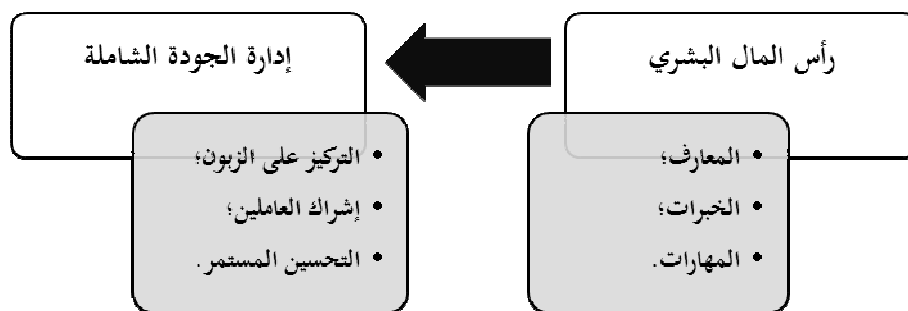 رأس المال البشري
• المعارف؛
• الخبرات؛
• المهارات.
إدارة الجودة الشاملة
• التركيز على الزبون؛
• إشراك العاملين؛
• التحسين المستمر.